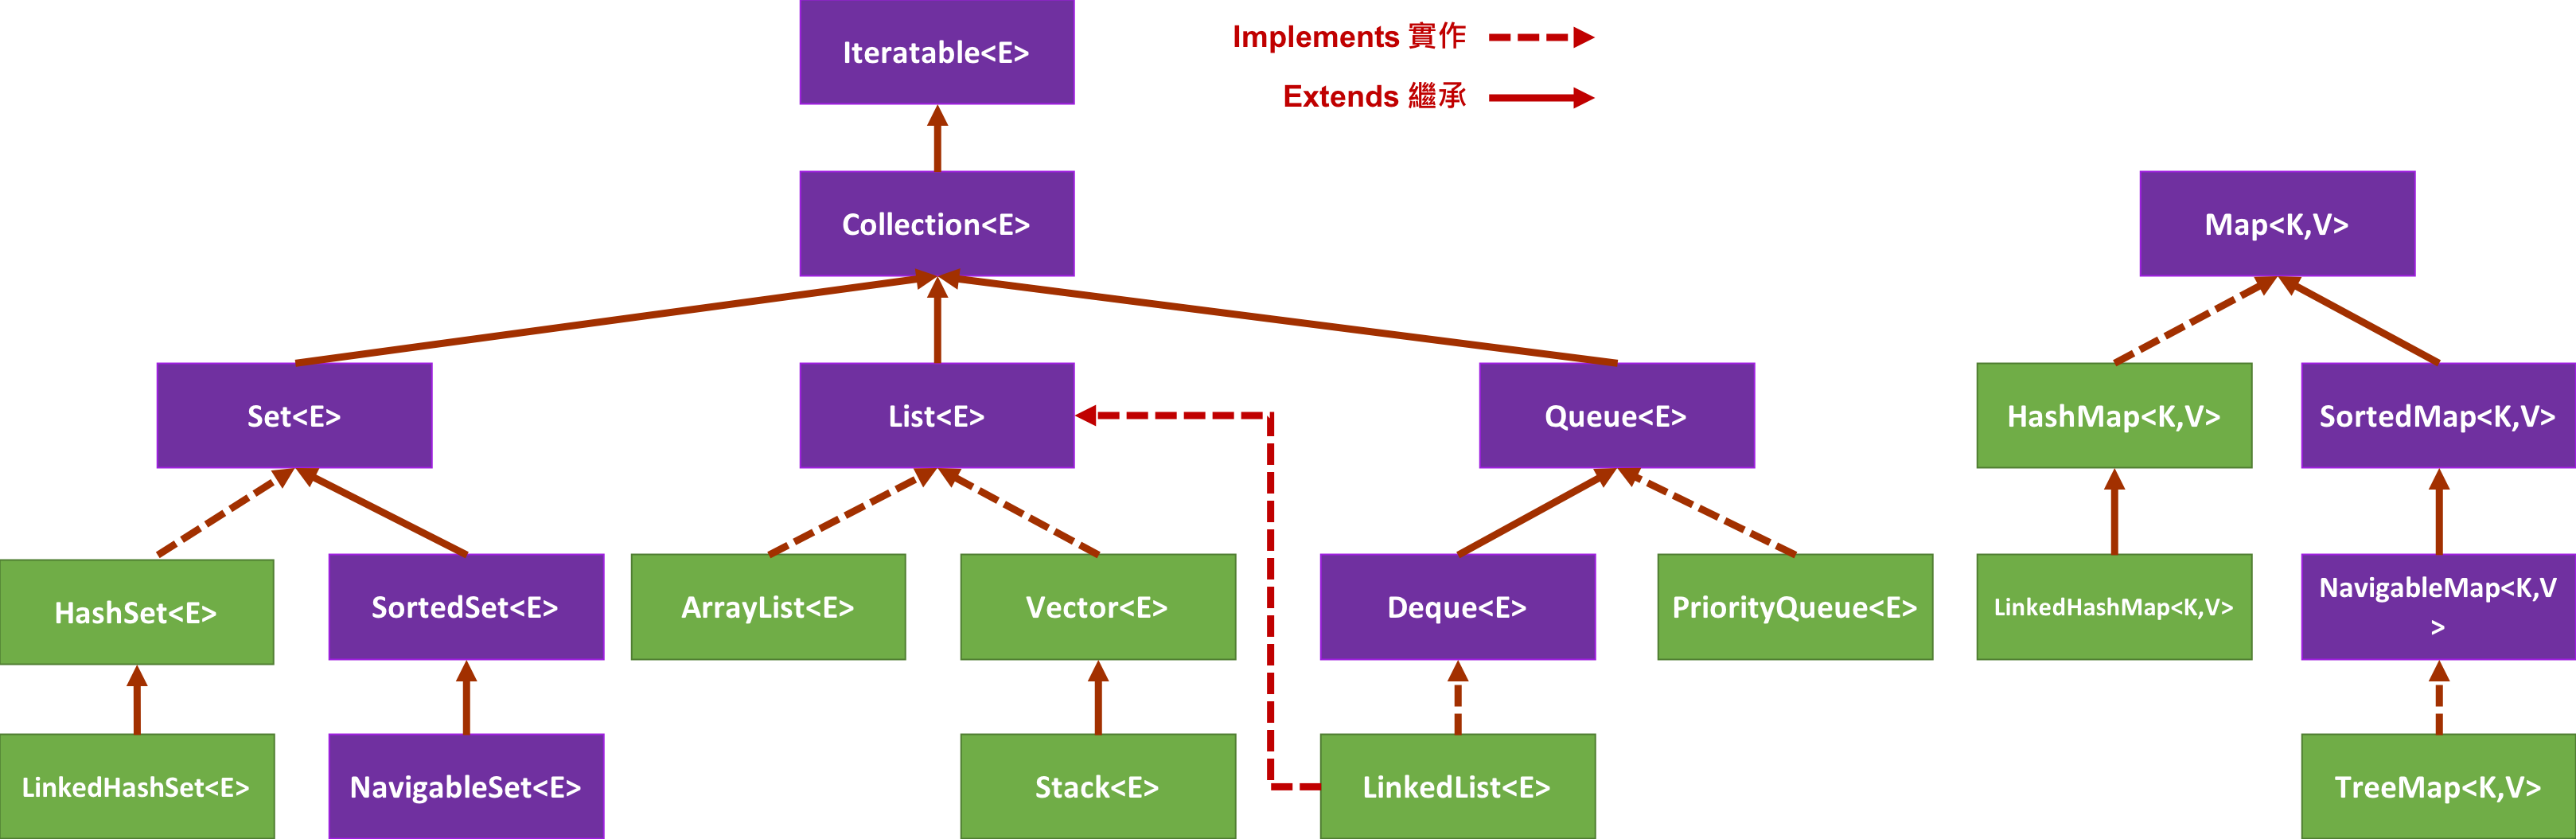 Iteratable<E>
Implements 實作
Extends 繼承
Collection<E>
Map<K,V>
Set<E>
List<E>
Queue<E>
HashMap<K,V>
SortedMap<K,V>
HashSet<E>
SortedSet<E>
ArrayList<E>
Vector<E>
Deque<E>
PriorityQueue<E>
LinkedHashMap<K,V>
NavigableMap<K,V
>
LinkedHashSet<E>
NavigableSet<E>
Stack<E>
LinkedList<E>
TreeMap<K,V>